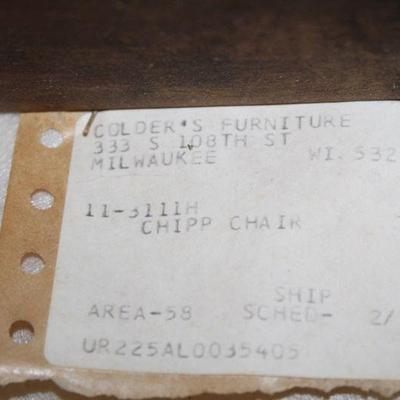 COLDER'S FURNITURE
333 S 108TH ST
MILWAUKEE WI. 532
11-3111H
CHIPP CHAIR
SHIP
AREA-58 SCHED- 2/
UR225AL0035405